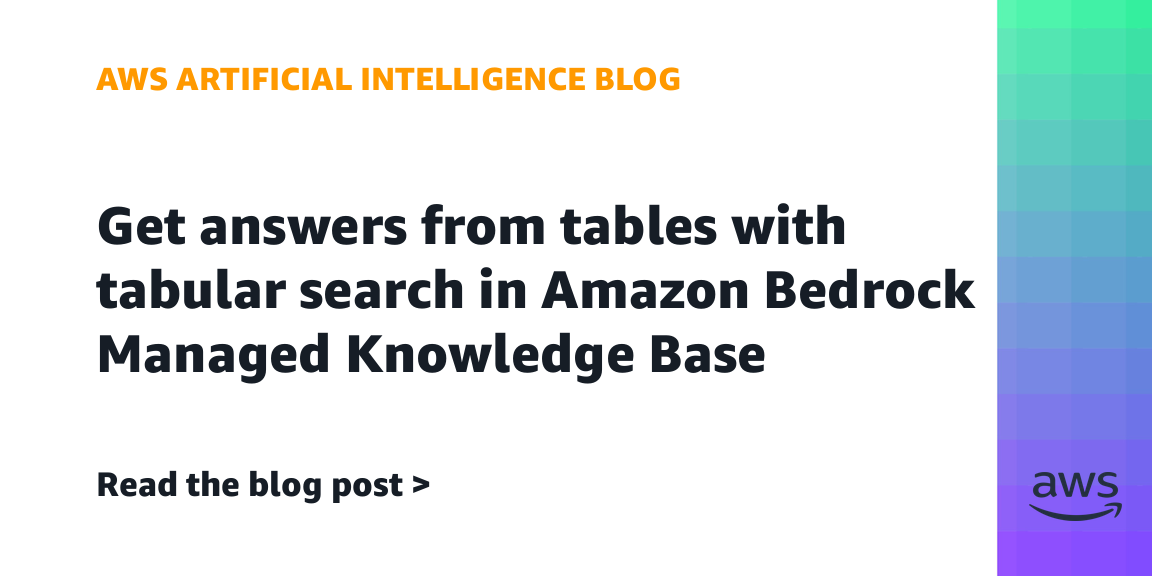 AWS ARTIFICIAL INTELLIGENCE BLOG
Get answers from tables with
tabular search in Amazon Bedrock
Managed Knowledge Base
Read the blog post >
aws